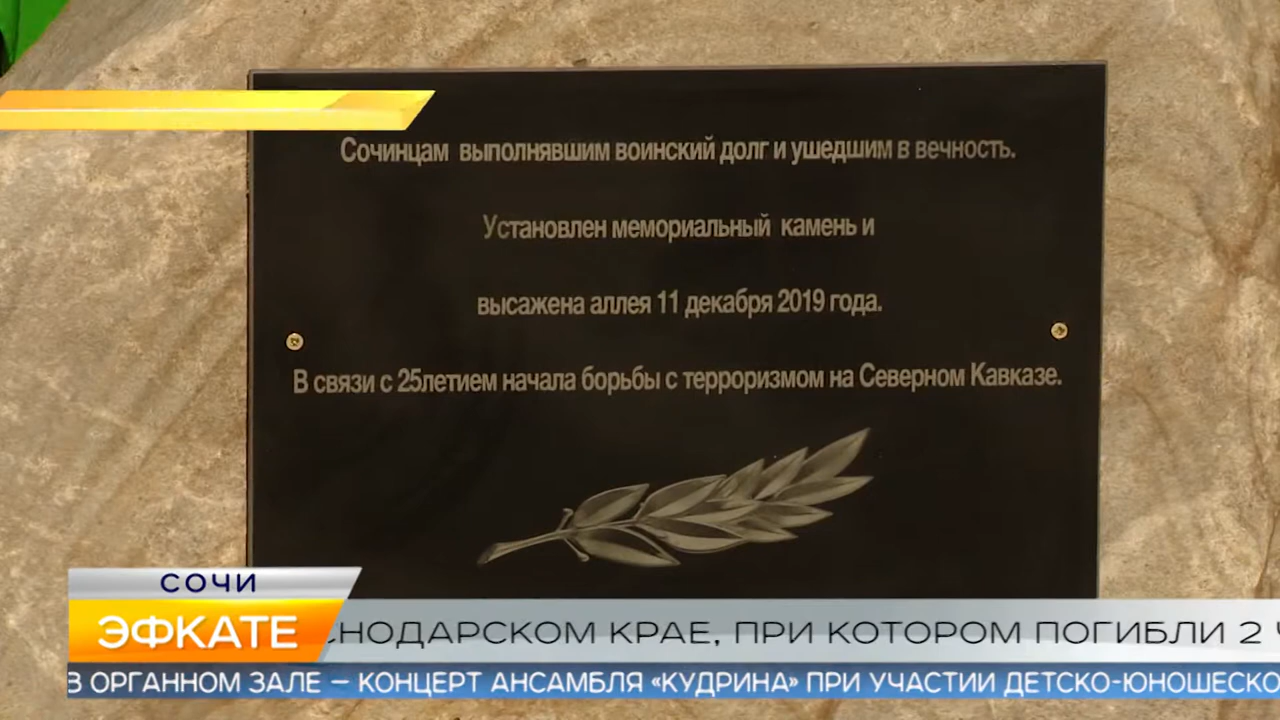 Сочинцам выполнявшим воинский долг и ушедшим в вечность.
Установлен мемориальный камень и
высажена аллея 11 декабря 2019 года.
В связи с 25летием начала борьбы с терроризмом на Северном Кавказе.
СОЧИ
ЭФКАТЕ
СНОДАРСКОМ КРАЕ, ПРИ КОТОРОМ ПОГИБЛИ 2 Ч
В ОРГАННОМ ЗАЛЕ – КОНЦЕРТ АНСАМБЛЯ «КУДРИНА» ПРИ УЧАСТИИ ДЕТСКО-ЮНОШЕСКО